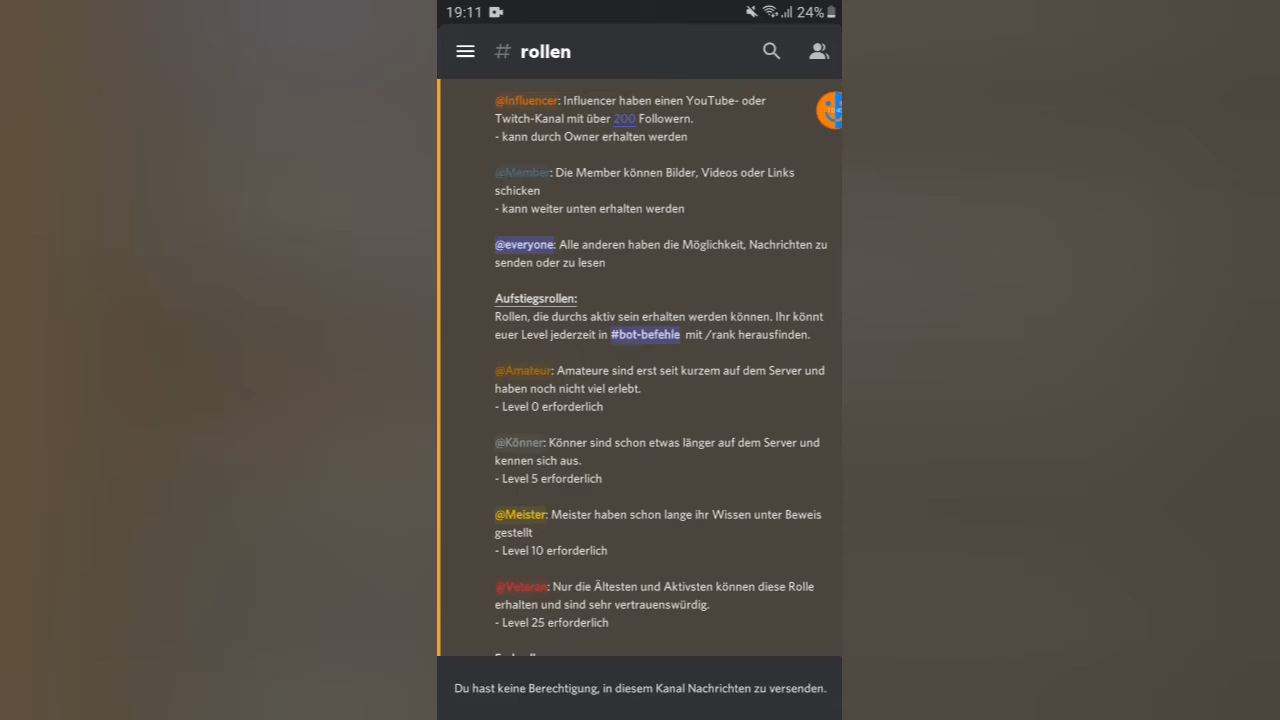 19:11 24%
# rollen
@Influencer: Influencer haben einen YouTube- oder
Twitch-Kanal mit über 200 Followern.
- kann durch Owner erhalten werden
@Member: Die Member können Bilder, Videos oder Links
schicken
- kann weiter unten erhalten werden
@everyone: Alle anderen haben die Möglichkeit, Nachrichten zu
senden oder zu lesen
Aufstiegsrollen:
Rollen, die durchs aktiv sein erhalten werden können. Ihr könnt
euer Level jederzeit in #bot-befehle mit /rank herausfinden.
@Amateur: Amateure sind erst seit kurzem auf dem Server und
haben noch nicht viel erlebt.
- Level 0 erforderlich
@Könner: Könner sind schon etwas länger auf dem Server und
kennen sich aus.
- Level 5 erforderlich
@Meister: Meister haben schon lange ihr Wissen unter Beweis
gestellt
- Level 10 erforderlich
@Veteran: Nur die Ältesten und Aktivsten können diese Rolle
erhalten und sind sehr vertrauenswürdig.
- Level 25 erforderlich
Du hast keine Berechtigung, in diesem Kanal Nachrichten zu versenden.